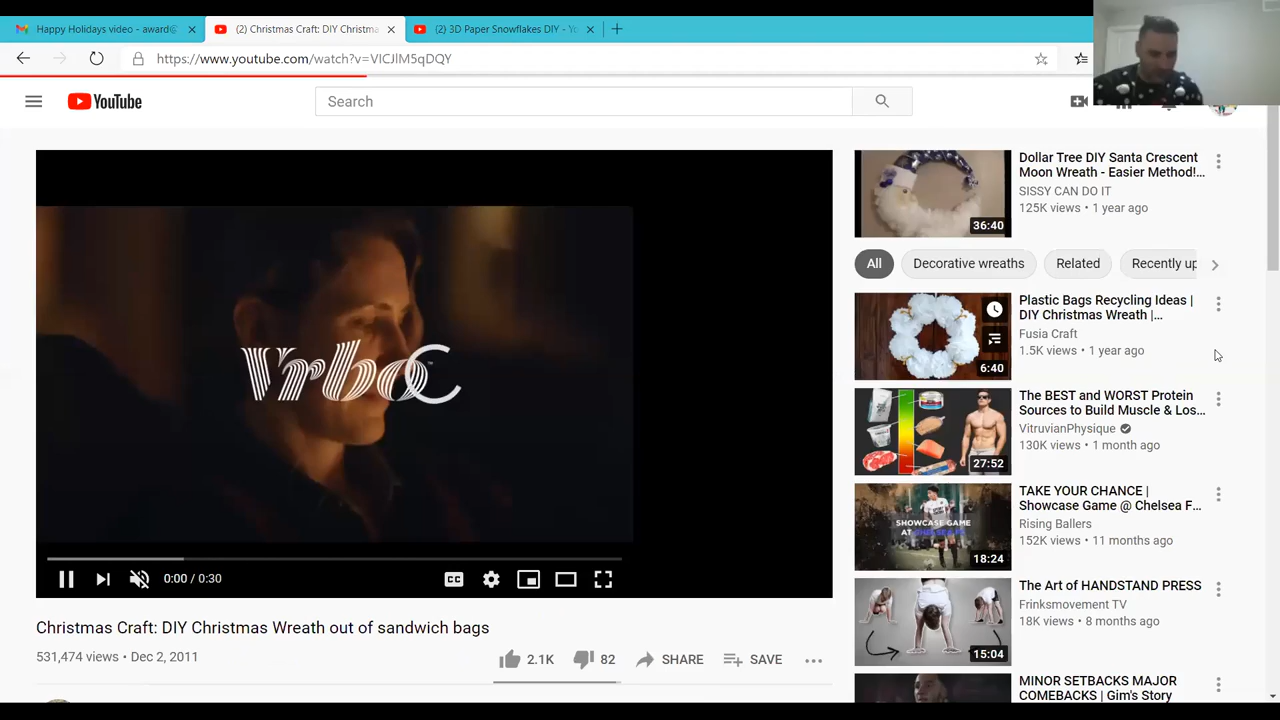 Happy Holidays video - award@
(2) Christmas Craft: DIY Christma
(2) 3D Paper Snowflakes DIY - Yo
https://www.youtube.com/watch?v=VICJlM5qDQY
YouTube
Search
Vrbo
0:00 / 0:30
CC
Christmas Craft: DIY Christmas Wreath out of sandwich bags
531,474 views • Dec 2, 2011
2.1K
82
SHARE
SAVE
36:40
Dollar Tree DIY Santa Crescent
Moon Wreath - Easier Method!...
SISSY CAN DO IT
125K views • 1 year ago
All
Decorative wreaths
Related
Recently up
6:40
Plastic Bags Recycling Ideas |
DIY Christmas Wreath |...
Fusia Craft
1.5K views • 1 year ago
27:52
The BEST and WORST Protein
Sources to Build Muscle & Los...
VitruvianPhysique
130K views • 1 month ago
SHOWCASE GAME
AT
18:24
TAKE YOUR CHANCE |
Showcase Game @ Chelsea F...
Rising Ballers
152K views • 11 months ago
15:04
The Art of HANDSTAND PRESS
Frinksmovement TV
18K views • 8 months ago
MINOR SETBACKS MAJOR
COMEBACKS | Gim's Story